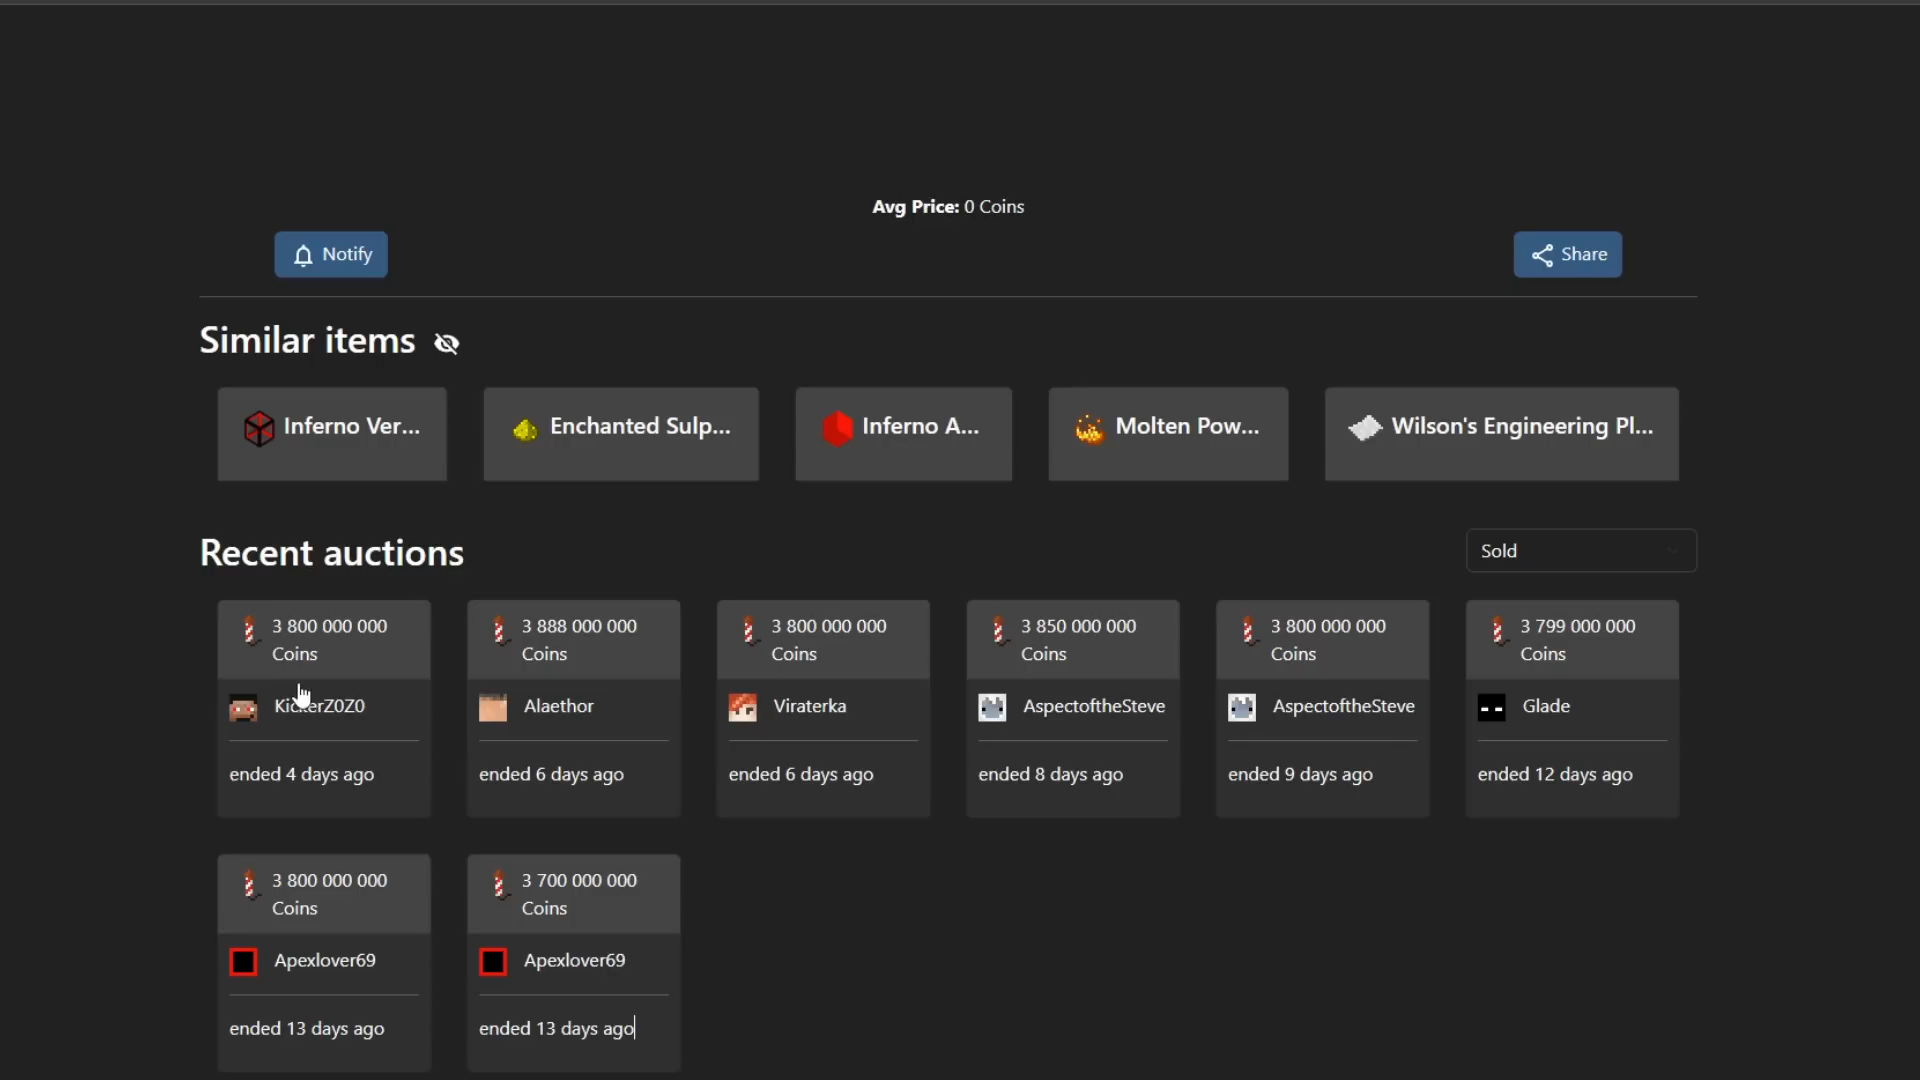 Avg Price: 0 Coins
Notify
Share
Similar items
Inferno Ver...
Enchanted Sulp...
Inferno A...
Molten Pow...
Wilson's Engineering Pl...
Recent auctions
Sold
3 800 000 000
Coins
KickerZ0Z0
ended 4 days ago
3 888 000 000
Coins
Alaethor
ended 6 days ago
3 800 000 000
Coins
Viraterka
ended 6 days ago
3 850 000 000
Coins
AspectoftheSteve
ended 8 days ago
3 800 000 000
Coins
AspectoftheSteve
ended 9 days ago
3 799 000 000
Coins
Glade
ended 12 days ago
3 800 000 000
Coins
Apexlover69
ended 13 days ago
3 700 000 000
Coins
Apexlover69
ended 13 days ago